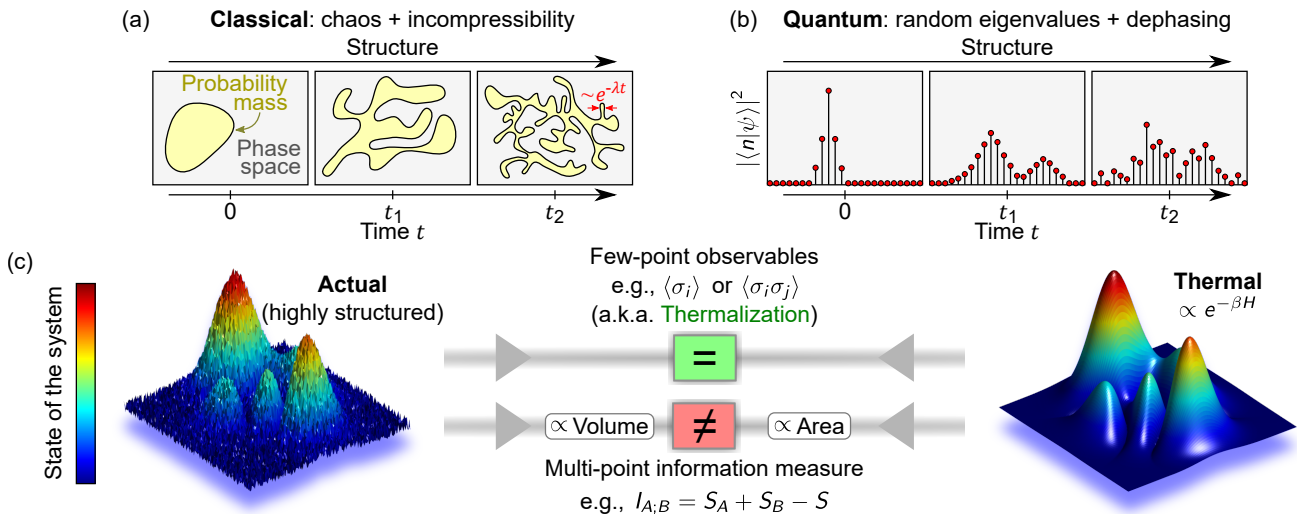 (a) Classical: chaos + incompressibility
Structure
Probability
mass
Phase
space
~e^{-λt}
0
t₁
t₂
Time t
(b) Quantum: random eigenvalues + dephasing
Structure
|⟨n|ψ⟩|²
0
t₁
t₂
Time t
(c)
State of the system
Actual
(highly structured)
Few-point observables
e.g., ⟨σᵢ⟩ or ⟨σᵢσⱼ⟩
(a.k.a. Thermalization)
=
∝ Volume
≠
∝ Area
Multi-point information measure
e.g., I_{A;B} = S_A + S_B − S
Thermal
∝ e^{−βH}